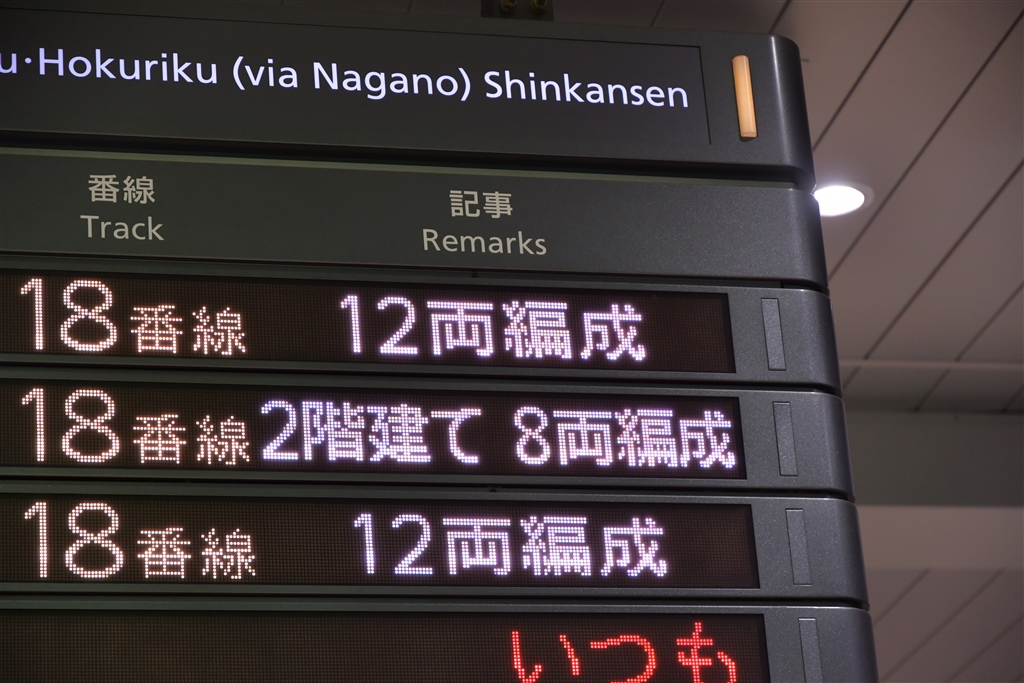 u·Hokuriku (via Nagano) Shinkansen
番線 記事
Track Remarks
18番線 12両編成
18番線 2階建て 8両編成
18番線 12両編成
いつも